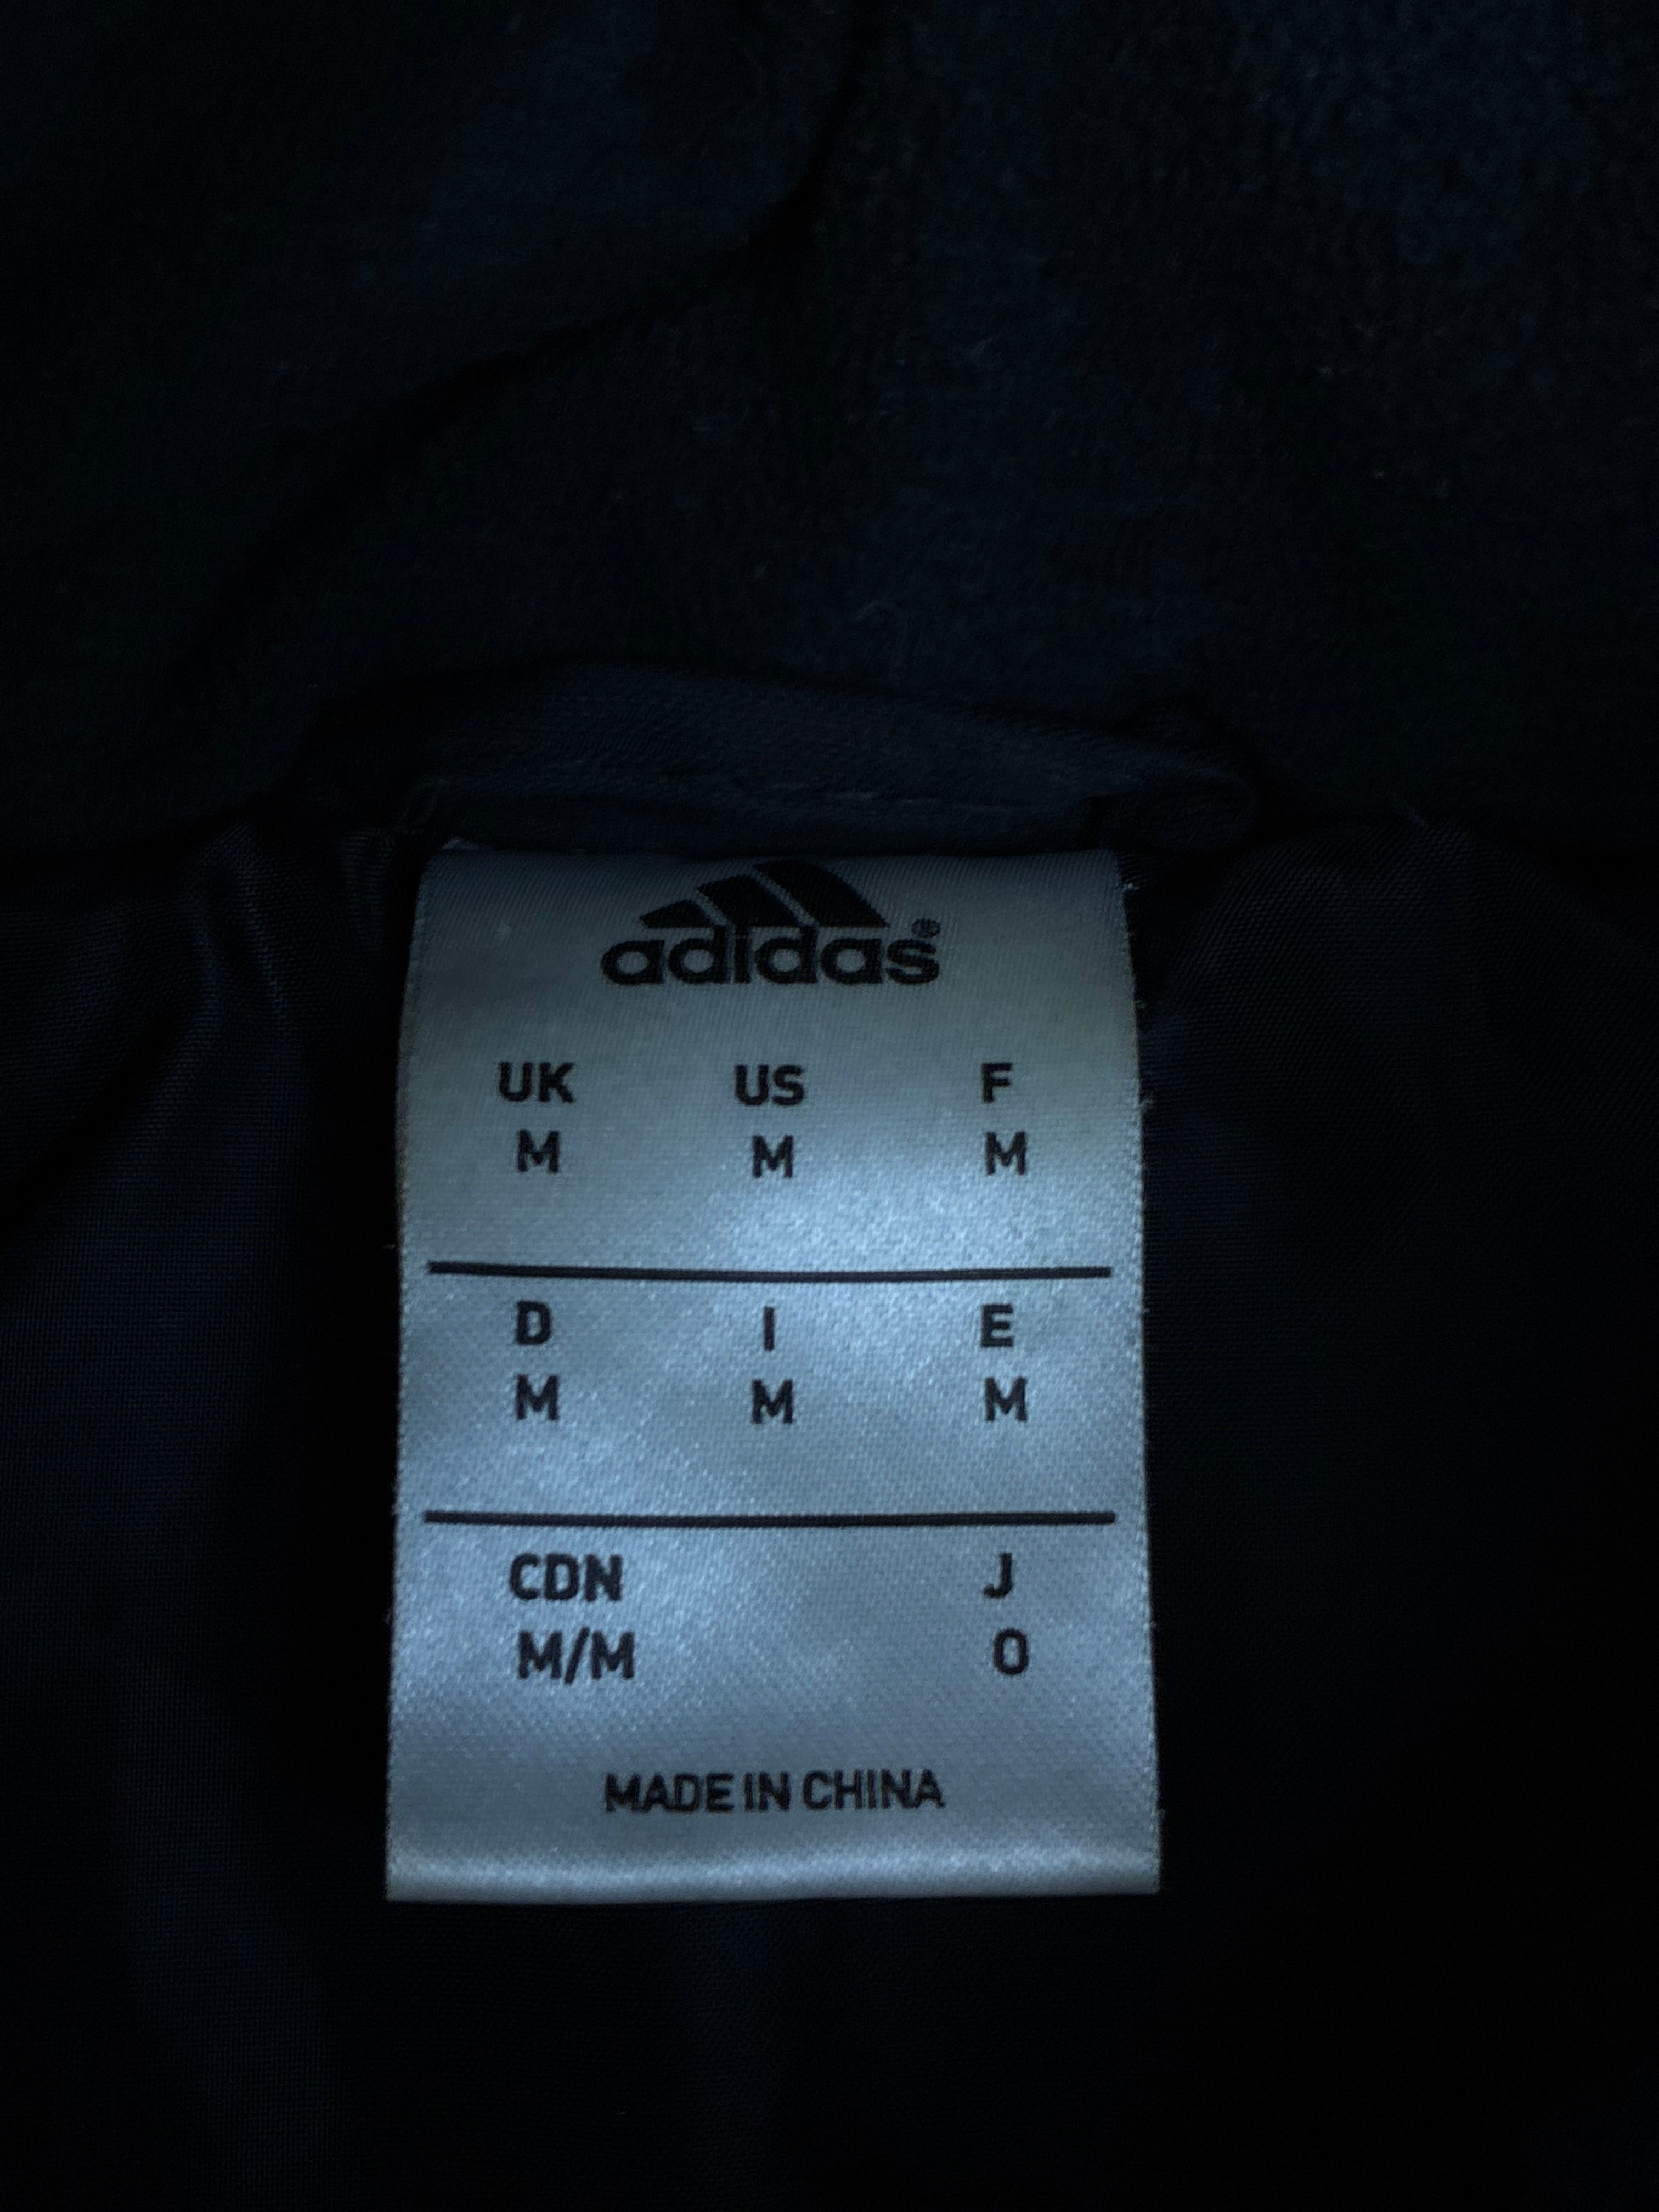 adidas®
UK US F
M M M
D I E
M M M
CDN J
M/M O
MADE IN CHINA